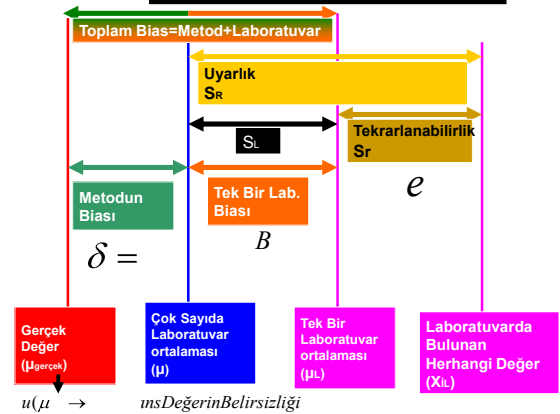 Toplam Bias=Metod+Laboratuvar
Uyarlık
SR
SL
Tekrarlanabilirlik
Sr
e
Metodun
Biası
Tek Bir Lab.
Biası
δ =
B
Gerçek
Değer
(µgerçek)
Çok Sayıda
Laboratuvar
ortalaması
(µ)
Tek Bir
Laboratuvar
ortalaması
(µL)
Laboratuvarda
Bulunan
Herhangi Değer
(XiL)
u(µ → nsDeğerinBelirsizliği